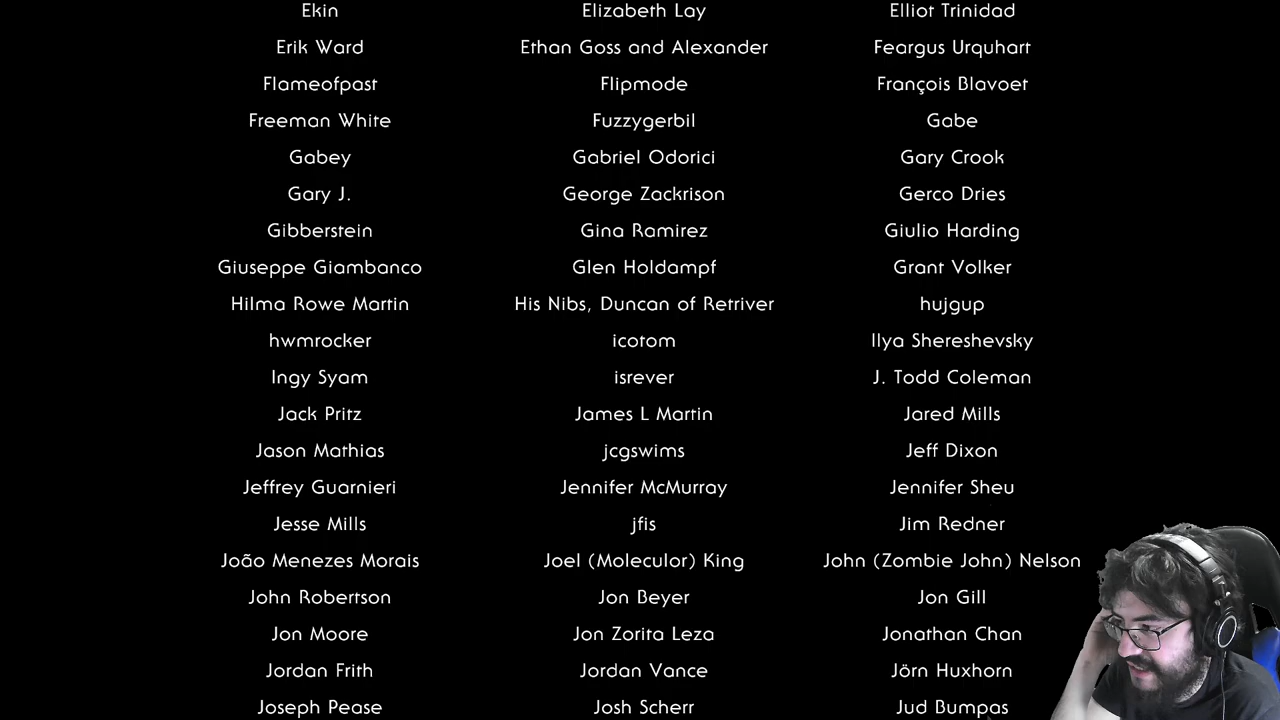 Ekin Elizabeth Lay Elliot Trinidad
Erik Ward Ethan Goss and Alexander Feargus Urquhart
Flameofpast Flipmode François Blavoet
Freeman White Fuzzygerbil Gabe
Gabey Gabriel Odorici Gary Crook
Gary J. George Zackrison Gerco Dries
Gibberstein Gina Ramirez Giulio Harding
Giuseppe Giambanco Glen Holdampf Grant Volker
Hilma Rowe Martin His Nibs, Duncan of Retriver hujgup
hwmrocker icotom Ilya Shereshevsky
Ingy Syam isrever J. Todd Coleman
Jack Pritz James L Martin Jared Mills
Jason Mathias jcgswims Jeff Dixon
Jeffrey Guarnieri Jennifer McMurray Jennifer Sheu
Jesse Mills jfis Jim Redner
João Menezes Morais Joel (Moleculor) King John (Zombie John) Nelson
John Robertson Jon Beyer Jon Gill
Jon Moore Jon Zorita Leza Jonathan Chan
Jordan Frith Jordan Vance Jörn Huxhorn
Joseph Pease Josh Scherr Jud Bumpas